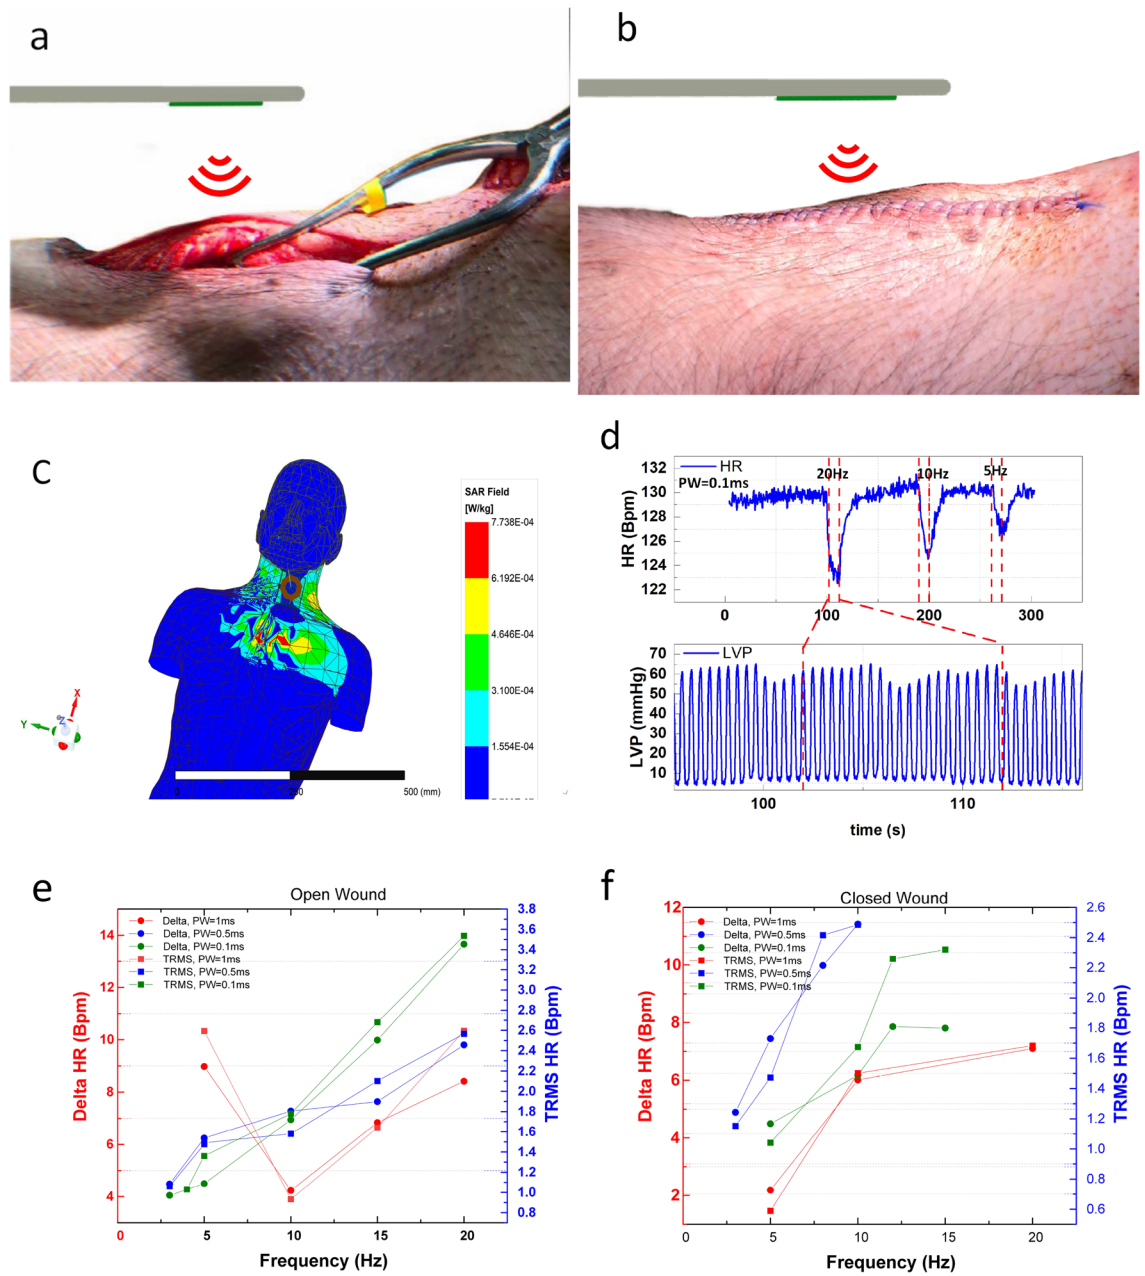 a
b
c
SAR Field
[W/kg]
7.738E-04
6.192E-04
4.646E-04
3.100E-04
1.554E-04
X
Y
Z
0
500 (mm)
d
132
130
128
126
124
122
HR (Bpm)
HR
PW=0.1ms
20Hz
10Hz
5Hz
0
100
200
300
70
60
50
40
30
20
10
LVP (mmHg)
LVP
100
110
time (s)
e
Open Wound
Delta, PW=1ms
Delta, PW=0.5ms
Delta, PW=0.1ms
TRMS, PW=1ms
TRMS, PW=0.5ms
TRMS, PW=0.1ms
14
12
10
8
6
4
Delta HR (Bpm)
3.8
3.6
3.4
3.2
3.0
2.8
2.6
2.4
2.2
2.0
1.8
1.6
1.4
1.2
1.0
0.8
TRMS HR (Bpm)
0
5
10
15
20
Frequency (Hz)
f
Closed Wound
Delta, PW=1ms
Delta, PW=0.5ms
Delta, PW=0.1ms
TRMS, PW=1ms
TRMS, PW=0.5ms
TRMS, PW=0.1ms
12
10
8
6
4
2
Delta HR (Bpm)
2.6
2.4
2.2
2.0
1.8
1.6
1.4
1.2
1.0
0.8
0.6
TRMS HR (Bpm)
0
5
10
15
20
Frequency (Hz)